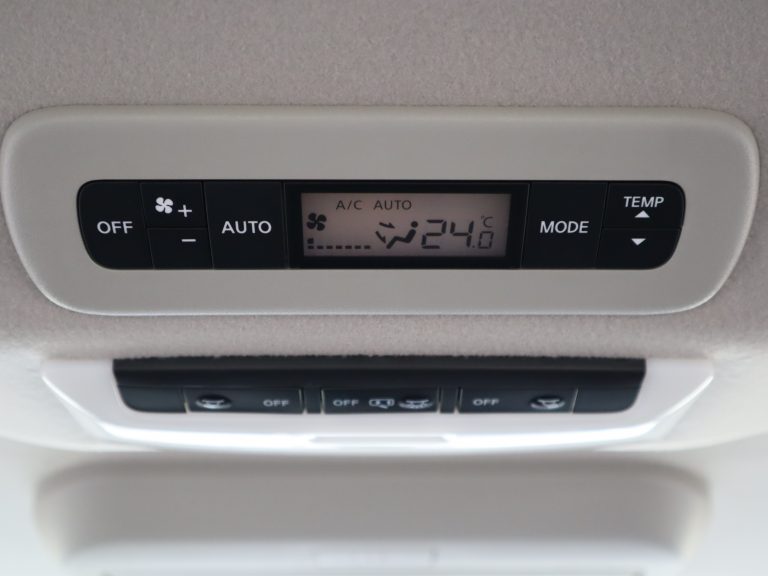 OFF + - AUTO A/C AUTO 24.0 °C MODE TEMP
OFF OFF OFF